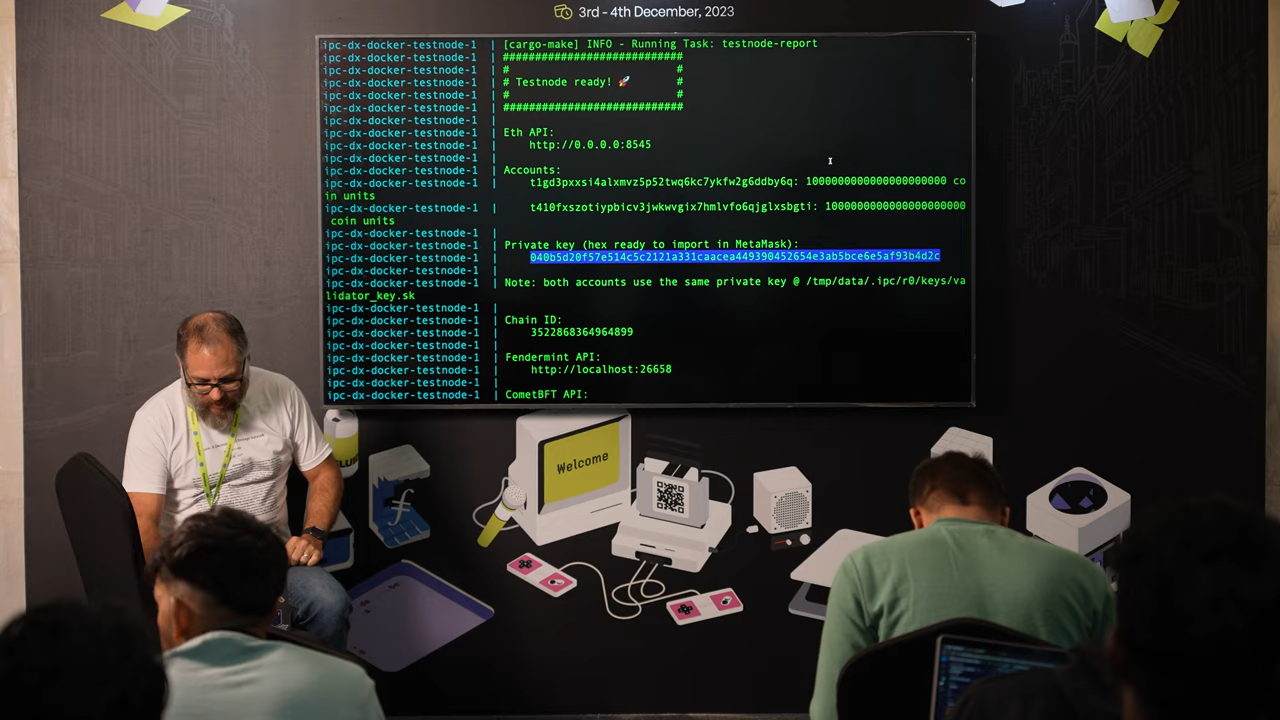 3rd - 4th December, 2023
ipc-dx-docker-testnode-1 | [cargo-make] INFO - Running Task: testnode-report
ipc-dx-docker-testnode-1 | ############################
ipc-dx-docker-testnode-1 | # #
ipc-dx-docker-testnode-1 | # Testnode ready! 🚀 #
ipc-dx-docker-testnode-1 | # #
ipc-dx-docker-testnode-1 | ############################
ipc-dx-docker-testnode-1 |
ipc-dx-docker-testnode-1 | Eth API:
ipc-dx-docker-testnode-1 | http://0.0.0.0:8545
ipc-dx-docker-testnode-1 |
ipc-dx-docker-testnode-1 | Accounts:
ipc-dx-docker-testnode-1 | t1gd3pxxsi4alxmvz5p52twq6kc7ykfw2g6ddby6q: 1000000000000000000000 co
in units
ipc-dx-docker-testnode-1 | t410fxszotiypbicv3jwkwvgix7hmlvfo6qjglxsbgti: 1000000000000000000000
coin units
ipc-dx-docker-testnode-1 |
ipc-dx-docker-testnode-1 | Private key (hex ready to import in MetaMask):
ipc-dx-docker-testnode-1 | 040b5d20f57e514c5c2121a331caacea449390452654e3ab5bce6e5af93b4d2c
ipc-dx-docker-testnode-1 |
ipc-dx-docker-testnode-1 | Note: both accounts use the same private key @ /tmp/data/.ipc/r0/keys/va
lidator_key.sk
ipc-dx-docker-testnode-1 |
ipc-dx-docker-testnode-1 | Chain ID:
ipc-dx-docker-testnode-1 | 3522868364964899
ipc-dx-docker-testnode-1 |
ipc-dx-docker-testnode-1 | Fendermint API:
ipc-dx-docker-testnode-1 | http://localhost:26658
ipc-dx-docker-testnode-1 |
ipc-dx-docker-testnode-1 | CometBFT API:
Welcome